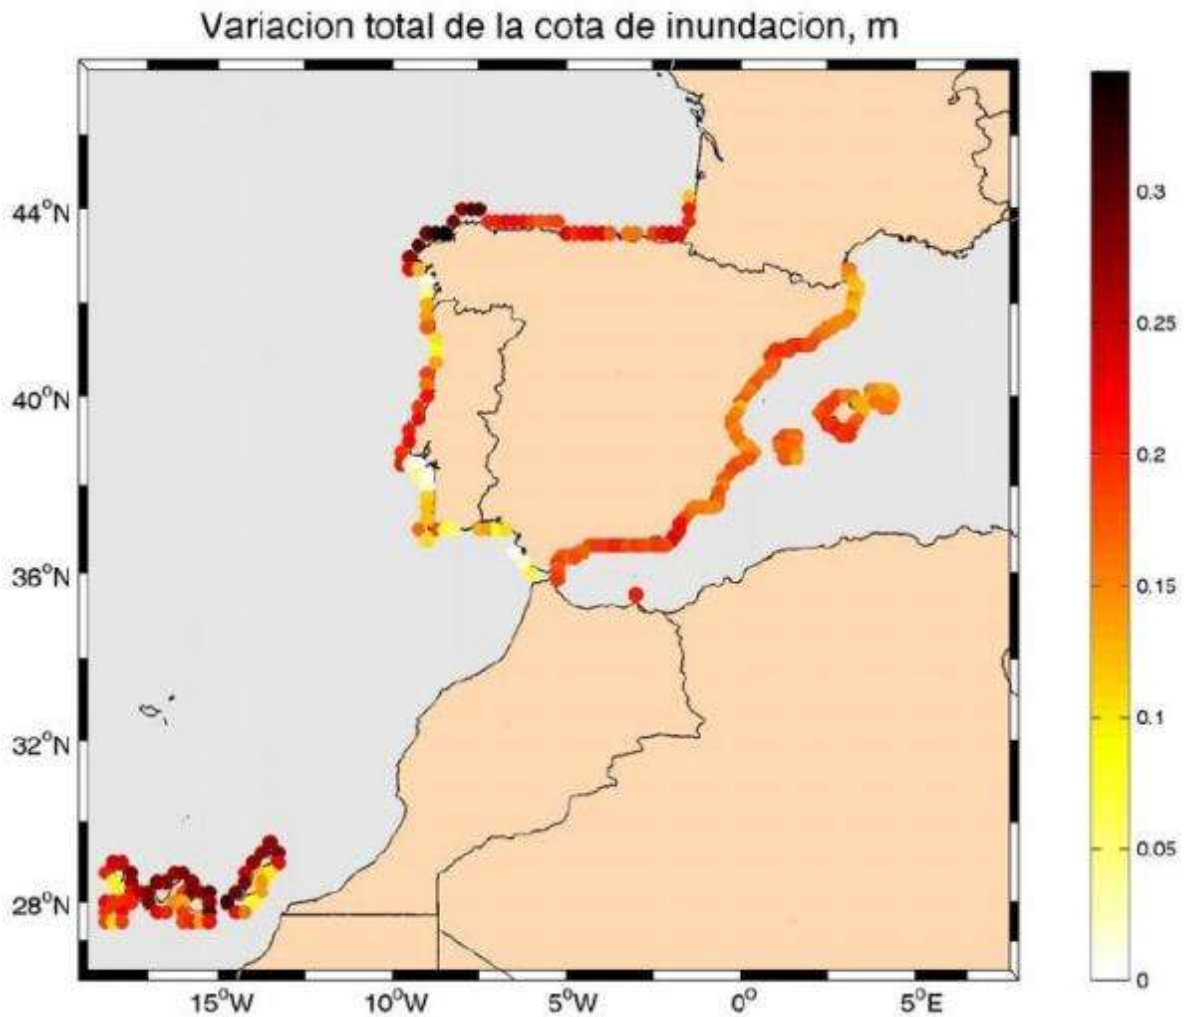 Variacion total de la cota de inundacion, m
44°N
40°N
36°N
32°N
28°N
15°W
10°W
5°W
0°
5°E
0.3
0.25
0.2
0.15
0.1
0.05
0